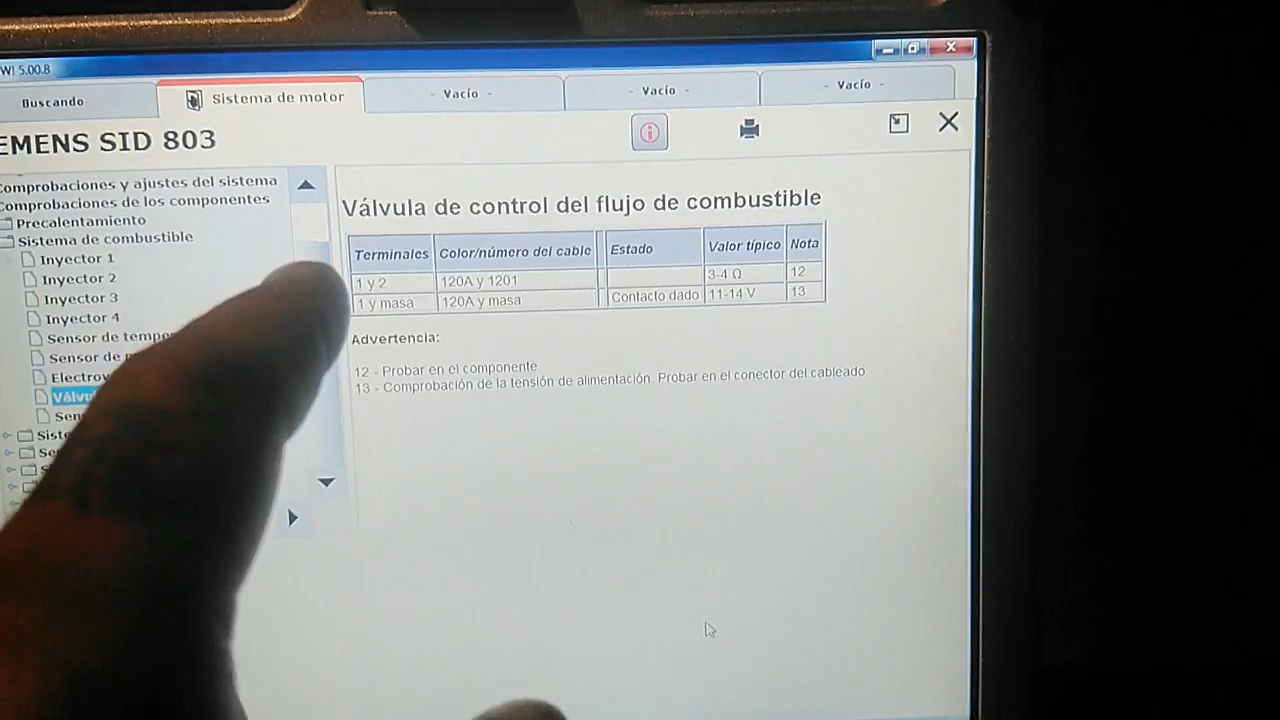 WI 5.00.8
Buscando
Sistema de motor
- Vacío -
- Vacío -
- Vacío -
EMENS SID 803
omprobaciones y ajustes del sistema
omprobaciones de los componentes
Precalentamiento
Sistema de combustible
Inyector 1
Inyector 2
Inyector 3
Inyector 4
Sensor de tempe
Sensor de
Electrov
Válvu
Sen
Siste
Se
S
Válvula de control del flujo de combustible
Terminales Color/número del cable Estado Valor típico Nota
1 y 2 120A y 1201 3-4 Ω 12
1 y masa 120A y masa Contacto dado 11-14 V 13
Advertencia:
12 - Probar en el componente
13 - Comprobación de la tensión de alimentación. Probar en el conector del cableado